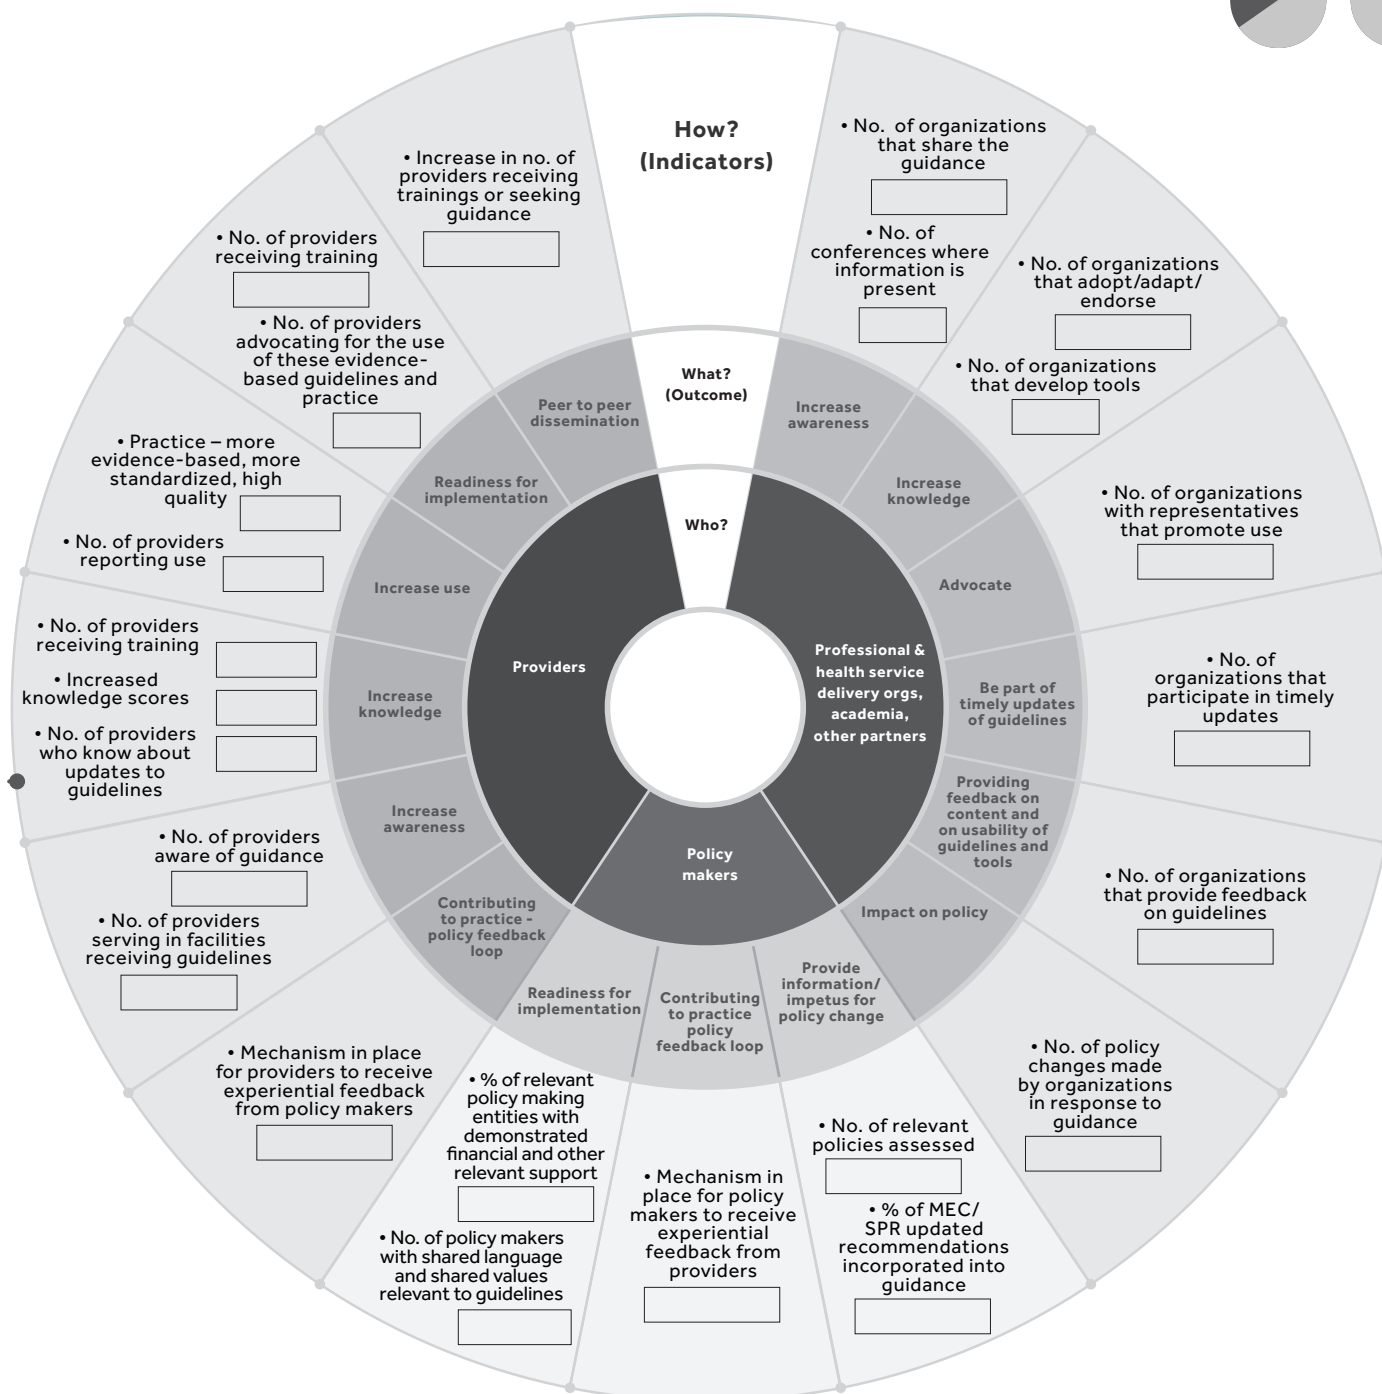 How?
(Indicators)
What?
(Outcome)
Who?
• No. of organizations
that share the
guidance
• No. of
conferences where
information is
present
• No. of organizations
that adopt/adapt/
endorse
• No. of organizations
that develop tools
• No. of organizations
with representatives
that promote use
• No. of
organizations that
participate in timely
updates
• No. of organizations
that provide feedback
on guidelines
• No. of policy
changes made
by organizations
in response to
guidance
• No. of relevant
policies assessed
• % of MEC/
SPR updated
recommendations
incorporated into
guidance
• Mechanism in
place for policy
makers to receive
experiential
feedback from
providers
• % of relevant
policy making
entities with
demonstrated
financial and other
relevant support
• No. of policy makers
with shared language
and shared values
relevant to guidelines
• Mechanism in place
for providers to receive
experiential feedback
from policy makers
• No. of providers
aware of guidance
• No. of providers
serving in facilities
receiving guidelines
• No. of providers
receiving training
• Increased
knowledge scores
• No. of providers
who know about
updates to
guidelines
• Practice – more
evidence-based, more
standardized, high
quality
• No. of providers
reporting use
• No. of providers
receiving training
• No. of providers
advocating for the use
of these evidence-
based guidelines and
practice
• Increase in no. of
providers receiving
trainings or seeking
guidance
Increase
awareness
Increase
knowledge
Advocate
Be part of
timely updates
of guidelines
Providing
feedback on
content and
on usability of
guidelines and
tools
Impact on policy
Provide
information/
impetus for
policy change
Contributing
to practice
policy
feedback loop
Readiness for
implementation
Contributing
to practice -
policy feedback
loop
Increase
awareness
Increase
knowledge
Increase use
Readiness for
implementation
Peer to peer
dissemination
Professional &
health service
delivery orgs,
academia,
other partners
Policy
makers
Providers